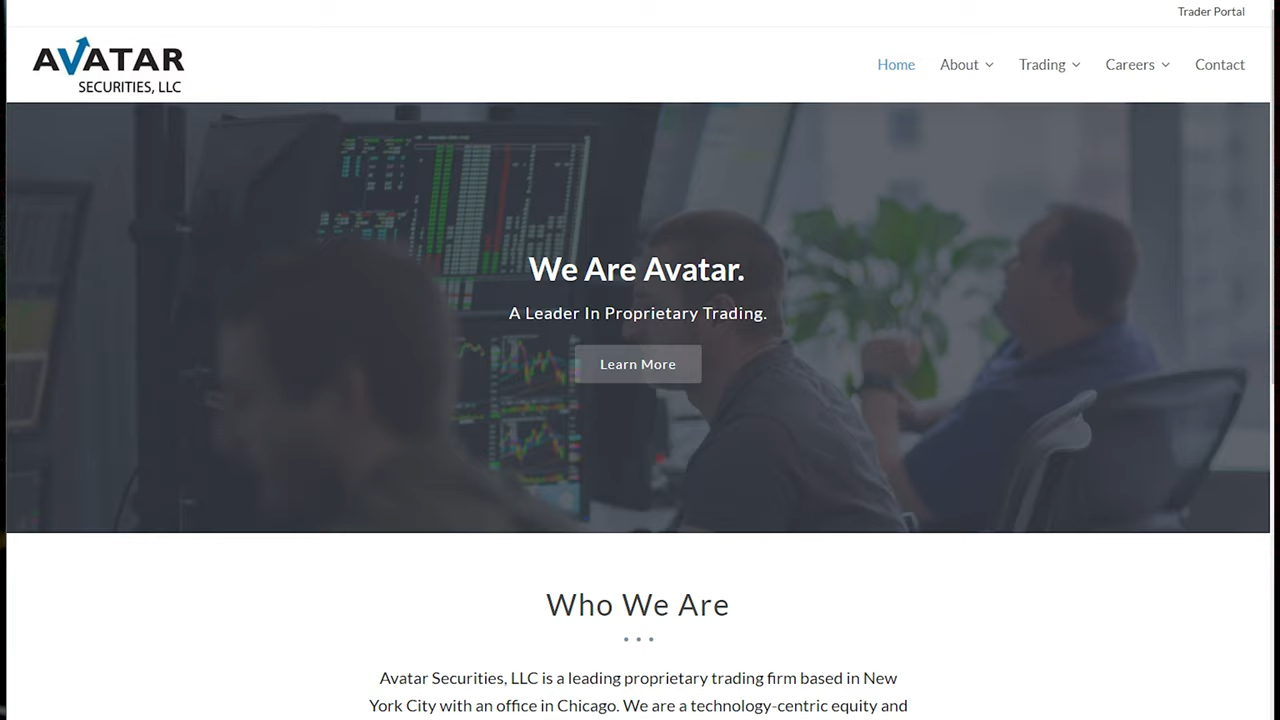 Trader Portal
AVATAR
SECURITIES, LLC
Home About Trading Careers Contact
We Are Avatar.
A Leader In Proprietary Trading.
Learn More
Who We Are
Avatar Securities, LLC is a leading proprietary trading firm based in New
York City with an office in Chicago. We are a technology-centric equity and